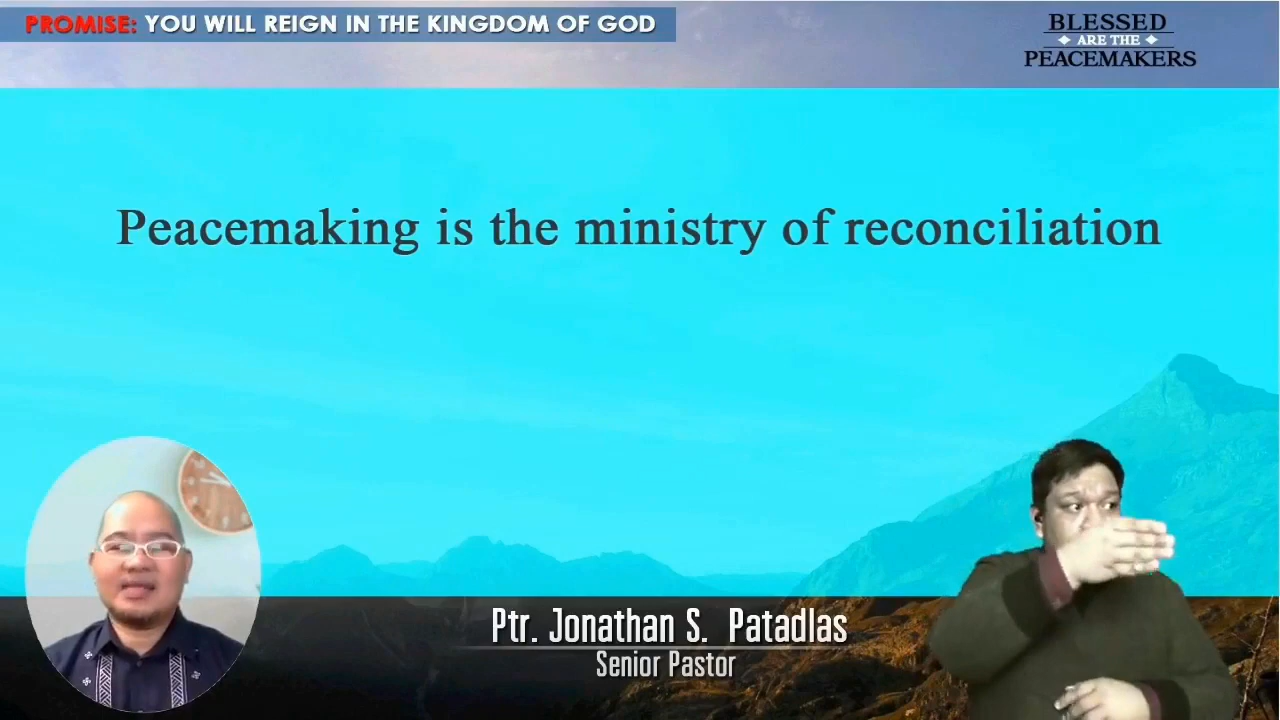 PROMISE: YOU WILL REIGN IN THE KINGDOM OF GOD
BLESSED
ARE THE
PEACEMAKERS
Peacemaking is the ministry of reconciliation
Ptr. Jonathan S. Patadlas
Senior Pastor